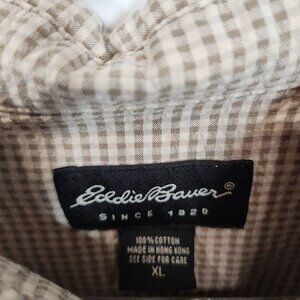 Eddie Bauer®
SINCE 1920
100% COTTON
MADE IN HONG KONG
SEE SIDE FOR CARE
XL